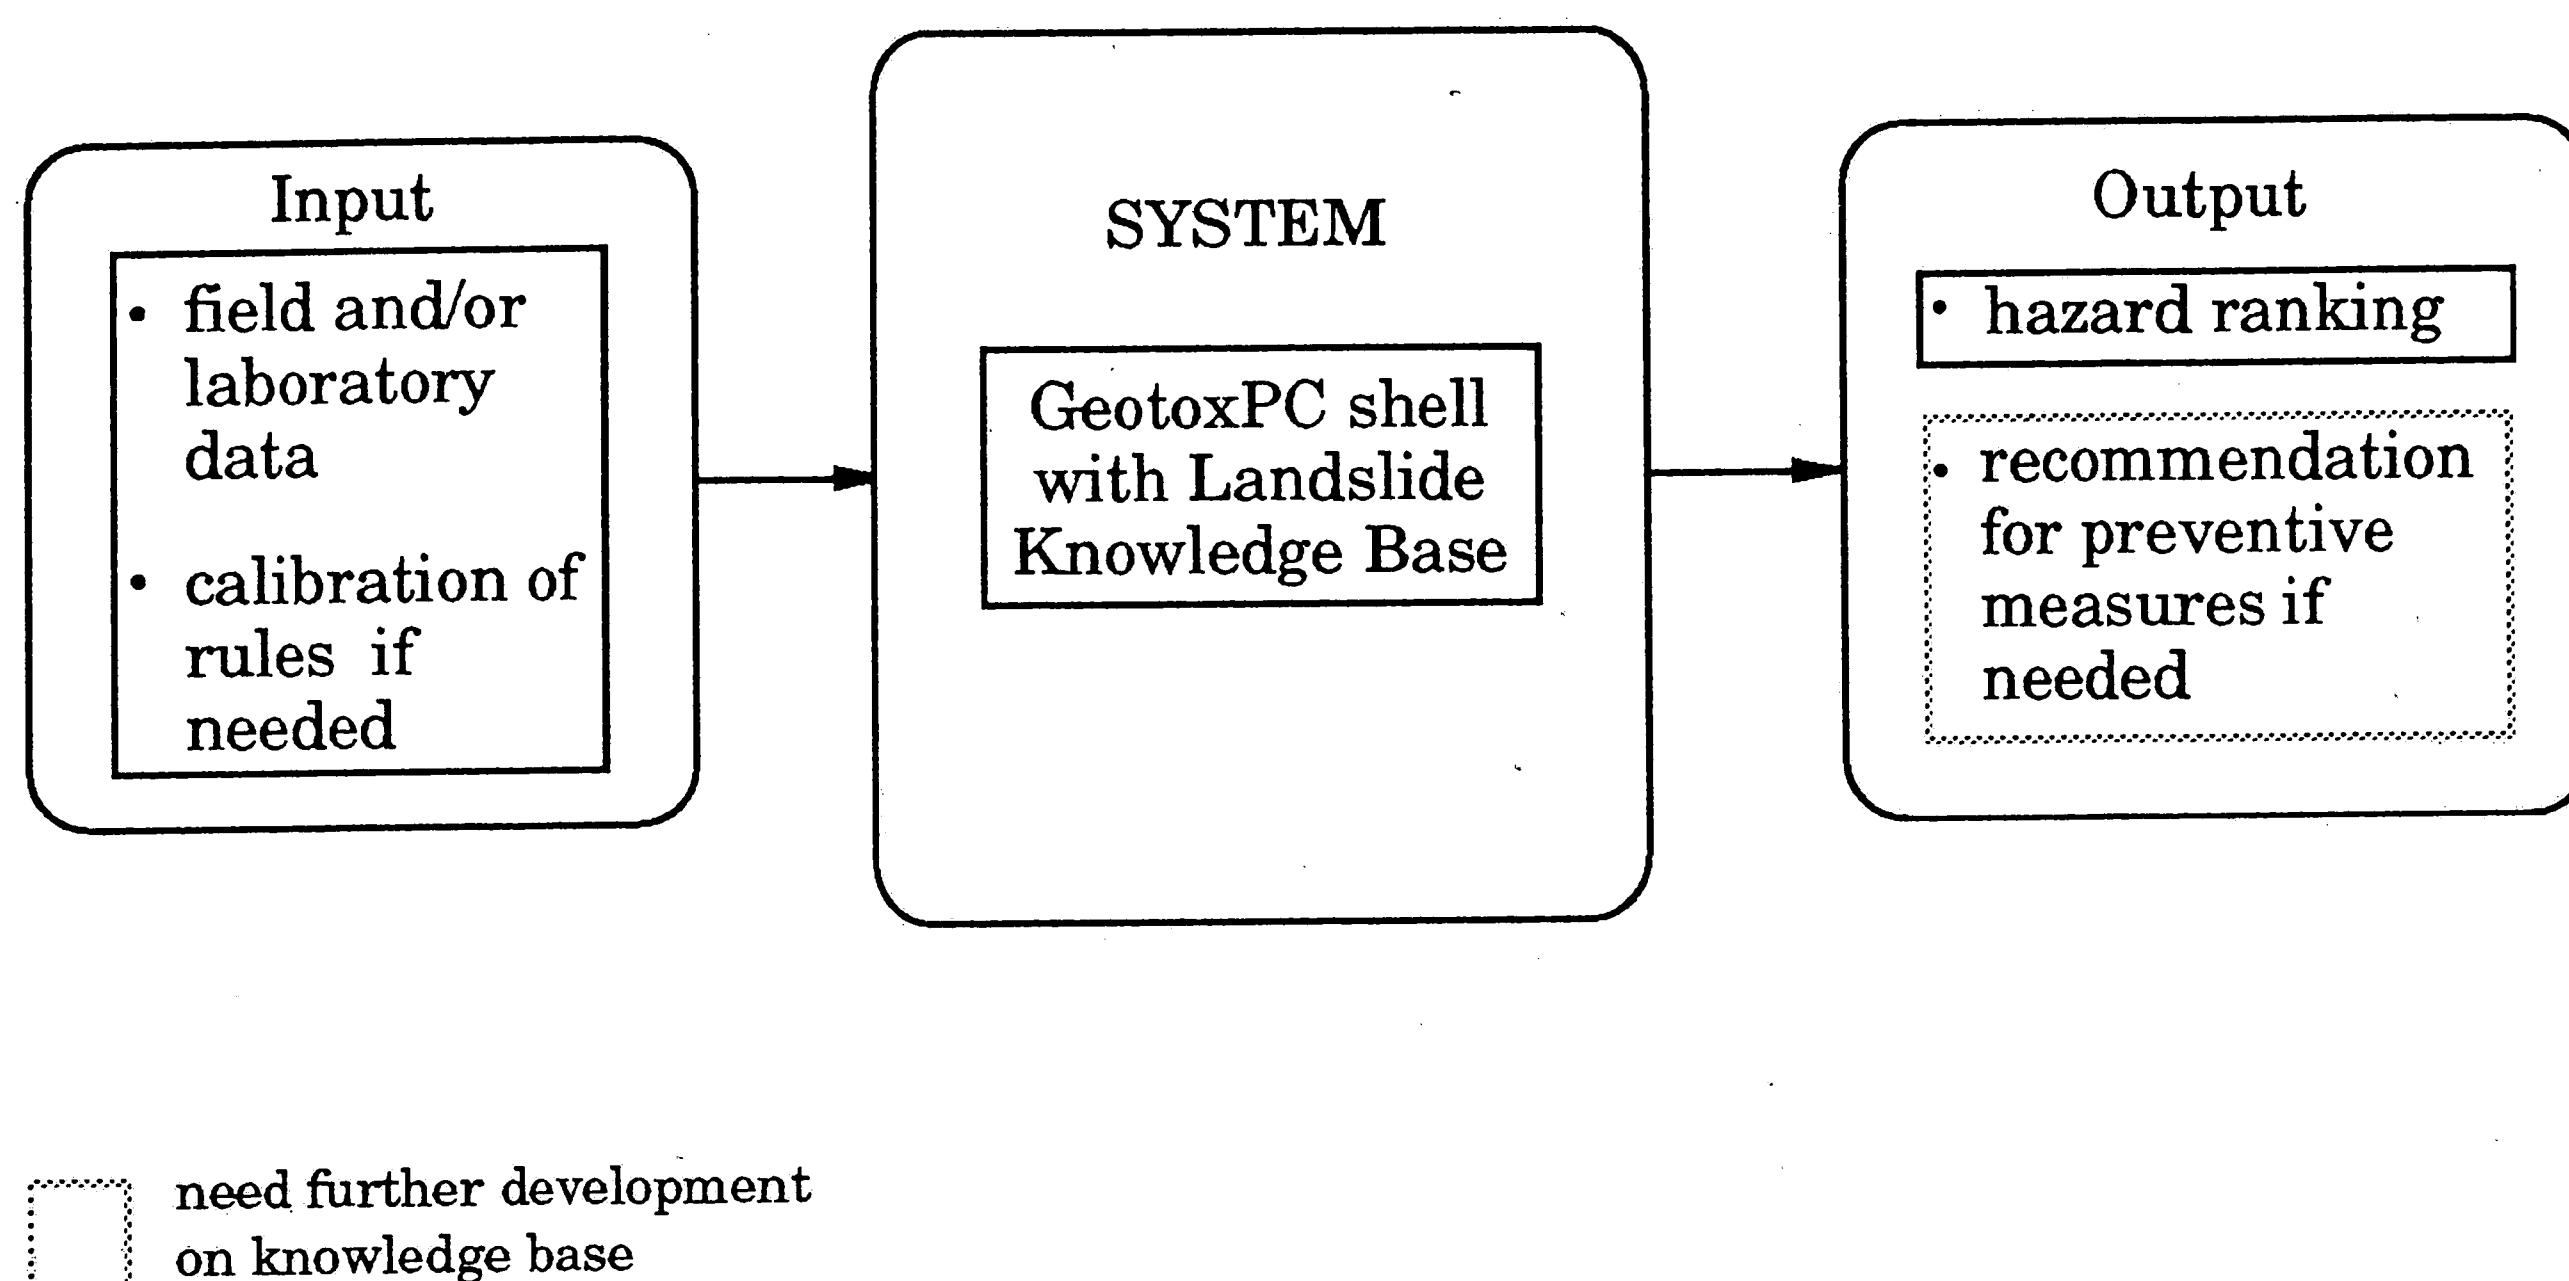 Input
• field and/or
laboratory
data
• calibration of
rules if
needed
SYSTEM
GeotoxPC shell
with Landslide
Knowledge Base
Output
• hazard ranking
• recommendation
for preventive
measures if
needed
need further development
on knowledge base